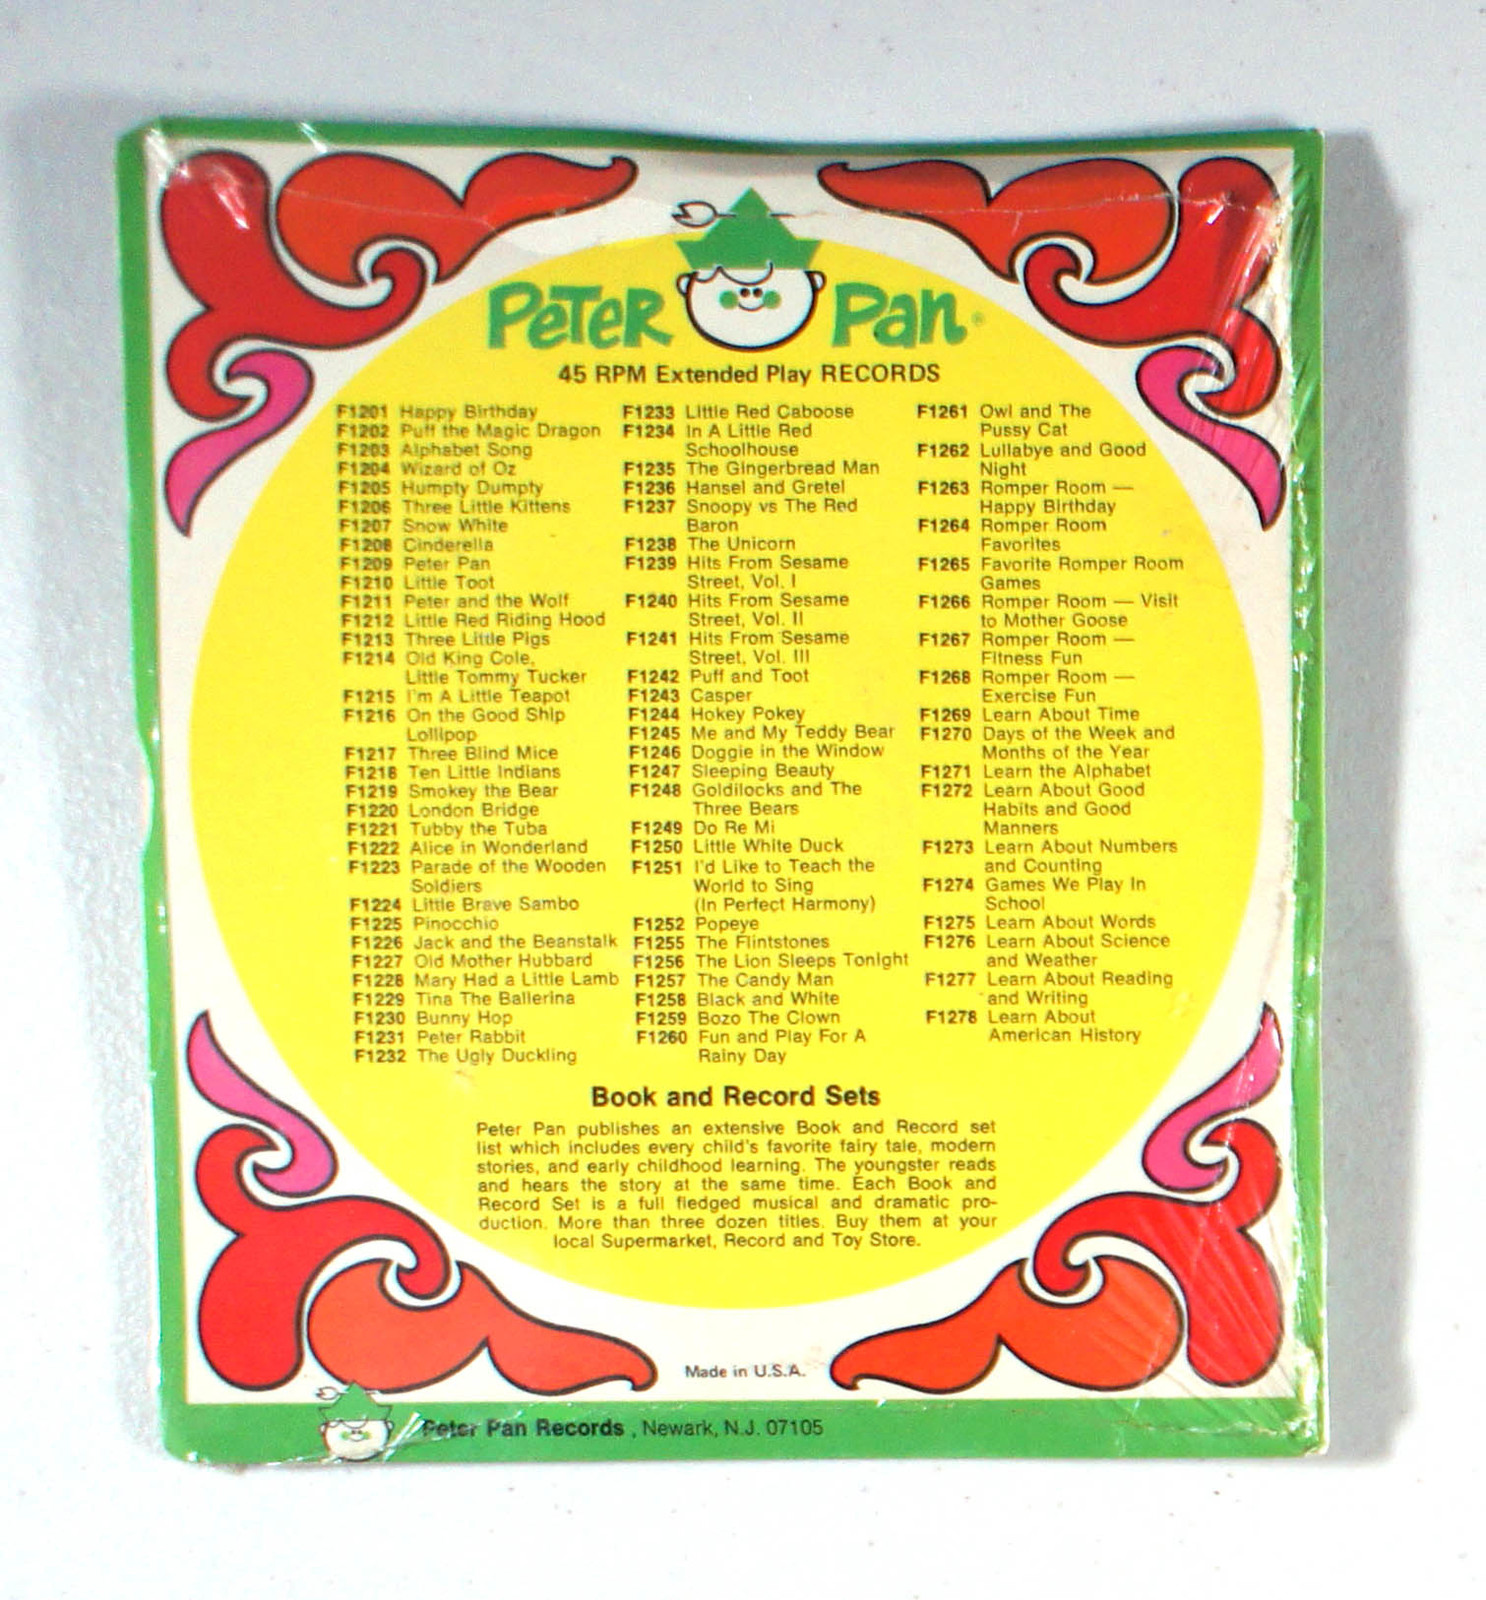 Peter Pan®
45 RPM Extended Play RECORDS
F1201 Happy Birthday
F1202 Puff the Magic Dragon
F1203 Alphabet Song
F1204 Wizard of Oz
F1205 Humpty Dumpty
F1206 Three Little Kittens
F1207 Snow White
F1208 Cinderella
F1209 Peter Pan
F1210 Little Toot
F1211 Peter and the Wolf
F1212 Little Red Riding Hood
F1213 Three Little Pigs
F1214 Old King Cole,
Little Tommy Tucker
F1215 I'm A Little Teapot
F1216 On the Good Ship
Lollipop
F1217 Three Blind Mice
F1218 Ten Little Indians
F1219 Smokey the Bear
F1220 London Bridge
F1221 Tubby the Tuba
F1222 Alice in Wonderland
F1223 Parade of the Wooden
Soldiers
F1224 Little Brave Sambo
F1225 Pinocchio
F1226 Jack and the Beanstalk
F1227 Old Mother Hubbard
F1228 Mary Had a Little Lamb
F1229 Tina The Ballerina
F1230 Bunny Hop
F1231 Peter Rabbit
F1232 The Ugly Duckling
F1233 Little Red Caboose
F1234 In A Little Red
Schoolhouse
F1235 The Gingerbread Man
F1236 Hansel and Gretel
F1237 Snoopy vs The Red
Baron
F1238 The Unicorn
F1239 Hits From Sesame
Street, Vol. I
F1240 Hits From Sesame
Street, Vol. II
F1241 Hits From Sesame
Street, Vol. III
F1242 Puff and Toot
F1243 Casper
F1244 Hokey Pokey
F1245 Me and My Teddy Bear
F1246 Doggie in the Window
F1247 Sleeping Beauty
F1248 Goldilocks and The
Three Bears
F1249 Do Re Mi
F1250 Little White Duck
F1251 I'd Like to Teach the
World to Sing
(In Perfect Harmony)
F1252 Popeye
F1255 The Flintstones
F1256 The Lion Sleeps Tonight
F1257 The Candy Man
F1258 Black and White
F1259 Bozo The Clown
F1260 Fun and Play For A
Rainy Day
F1261 Owl and The
Pussy Cat
F1262 Lullabye and Good
Night
F1263 Romper Room —
Happy Birthday
F1264 Romper Room
Favorites
F1265 Favorite Romper Room
Games
F1266 Romper Room — Visit
to Mother Goose
F1267 Romper Room —
Fitness Fun
F1268 Romper Room —
Exercise Fun
F1269 Learn About Time
F1270 Days of the Week and
Months of the Year
F1271 Learn the Alphabet
F1272 Learn About Good
Habits and Good
Manners
F1273 Learn About Numbers
and Counting
F1274 Games We Play In
School
F1275 Learn About Words
F1276 Learn About Science
and Weather
F1277 Learn About Reading
and Writing
F1278 Learn About
American History
Book and Record Sets
Peter Pan publishes an extensive Book and Record set
list which includes every child's favorite fairy tale, modern
stories, and early childhood learning. The youngster reads
and hears the story at the same time. Each Book and
Record Set is a full fledged musical and dramatic pro-
duction. More than three dozen titles. Buy them at your
local Supermarket, Record and Toy Store.
Made in U.S.A.
Peter Pan Records, Newark, N.J. 07105